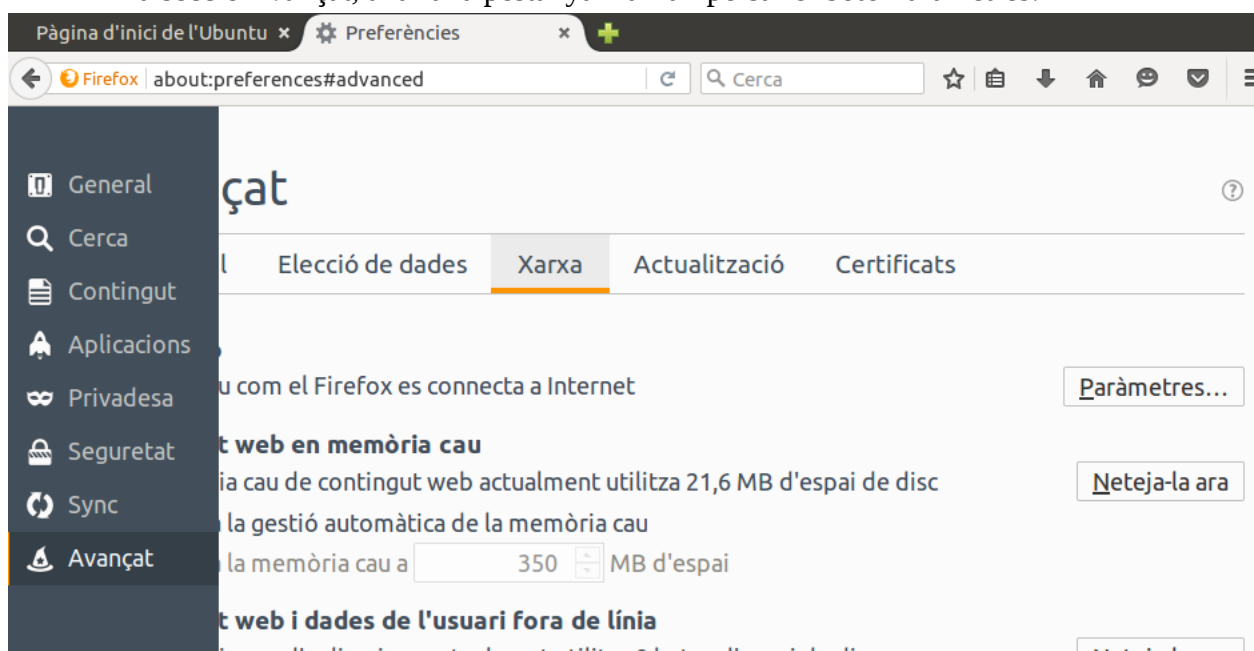 Pàgina d'inici de l'Ubuntu Preferències
Firefox about:preferences#advanced Cerca
General
Cerca
Contingut
Aplicacions
Privadesa
Seguretat
Sync
Avançat
çat
l Elecció de dades Xarxa Actualització Certificats
u com el Firefox es connecta a Internet Paràmetres...
t web en memòria cau
ia cau de contingut web actualment utilitza 21,6 MB d'espai de disc Neteja-la ara
la gestió automàtica de la memòria cau
la memòria cau a 350 MB d'espai
t web i dades de l'usuari fora de línia